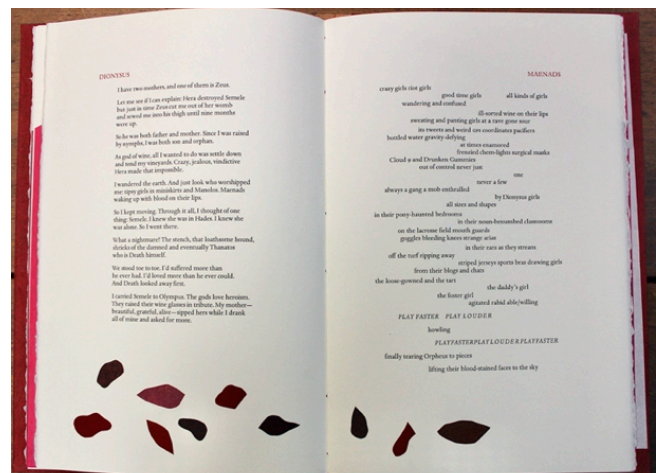 DIONYSUS
I have two mothers, and one of them is Zeus.
Let me see if I can explain: Hera destroyed Semele
but just in time Zeus cut me out of her womb
and sewed me into his thigh until nine months
were up.
So he was both father and mother. Since I was raised
by nymphs, I was both son and orphan.
As god of wine, all I wanted to do was settle down
and tend my vineyards. Crazy, jealous, vindictive
Hera made that impossible.
I wandered the earth. And just look who worshipped
me: tipsy girls in miniskirts and Manolos. Maenads
waking up with blood on their lips.
So I kept moving. Through it all, I thought of one
thing: Semele. I knew she was in Hades. I knew she
was alone. So I went there.
What a nightmare! The stench, that loathsome hound,
shrieks of the damned and eventually Thanatos
who is Death himself.
We stood toe to toe. I'd suffered more than
he ever had. I'd loved more than he ever could.
And Death looked away first.
I carried Semele to Olympus. The gods love heroism.
They raised their wine glasses in tribute. My mother—
beautiful, grateful, alive—sipped hers while I drank
all of mine and asked for more.
MAENADS
crazy girls riot girls
good time girls all kinds of girls
wandering and confused
ill-sorted wine on their lips
sweating and panting girls at a rave gone sour
its tweets and weird coordinates pacifiers
bottled water gravity-defying
at times enamored
frenzied chem-lights surgical masks
Cloud 9 and Drunken Gummies
out of control never just
one
never a few
always a gang a mob enthralled
by Dionysus girls
all sizes and shapes
in their pony-haunted bedrooms
in their classrooms
on the lacrosse field mouth guards
goggles bleeding knees strange
in their cars as they stream
off the turf ripping away
striped jerseys sports bras drawing girls
from their blogs and chats
the loose-gowned and the tart
the daddy's girl
the foster girl
agitated rabid able/willing
PLAY FASTER PLAY LOUDER
howling
PLAYFASTERPLAYLOUDERPLAYFASTER
finally tearing Orpheus to pieces
lifting their blood-stained faces to the sky